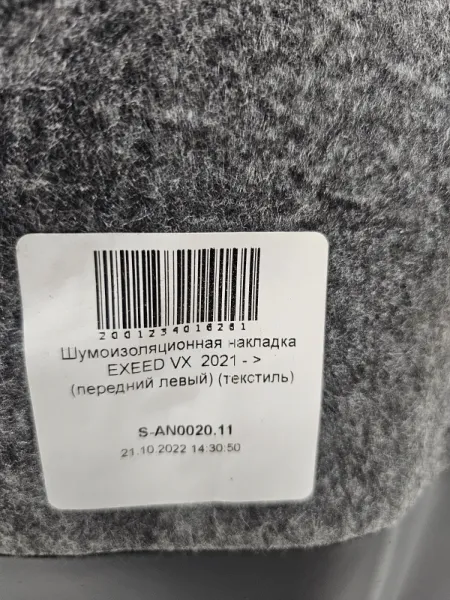 2001234016261
Шумоизоляционная накладка
EXEED VX 2021 - >
(передний левый) (текстиль)
S-AN0020.11
21.10.2022 14:30:50